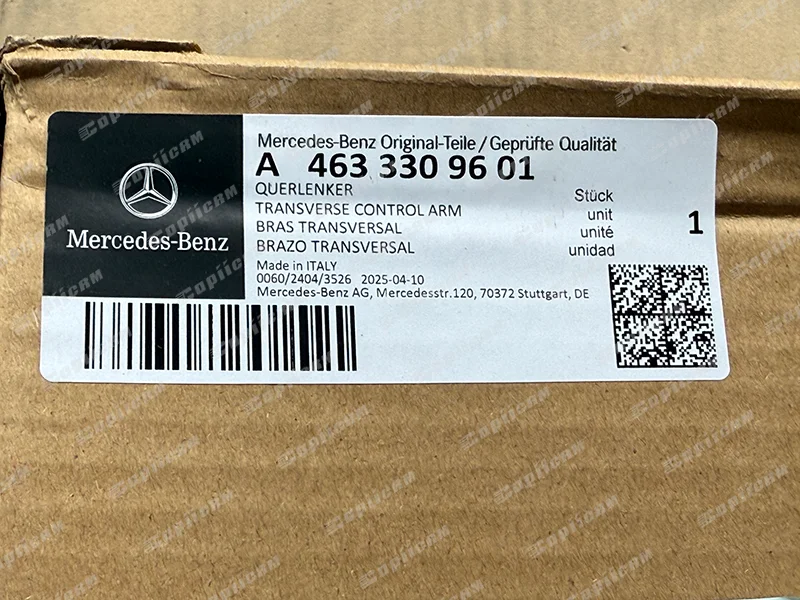 Mercedes-Benz
Mercedes-Benz Original-Teile / Geprüfte Qualität
A 463 330 96 01
QUERLENKER
TRANSVERSE CONTROL ARM
BRAS TRANSVERSAL
BRAZO TRANSVERSAL
Stück
unit
unité
unidad
1
Made in ITALY
0060/2404/3526 2025-04-10
Mercedes-Benz AG, Mercedesstr.120, 70372 Stuttgart, DE